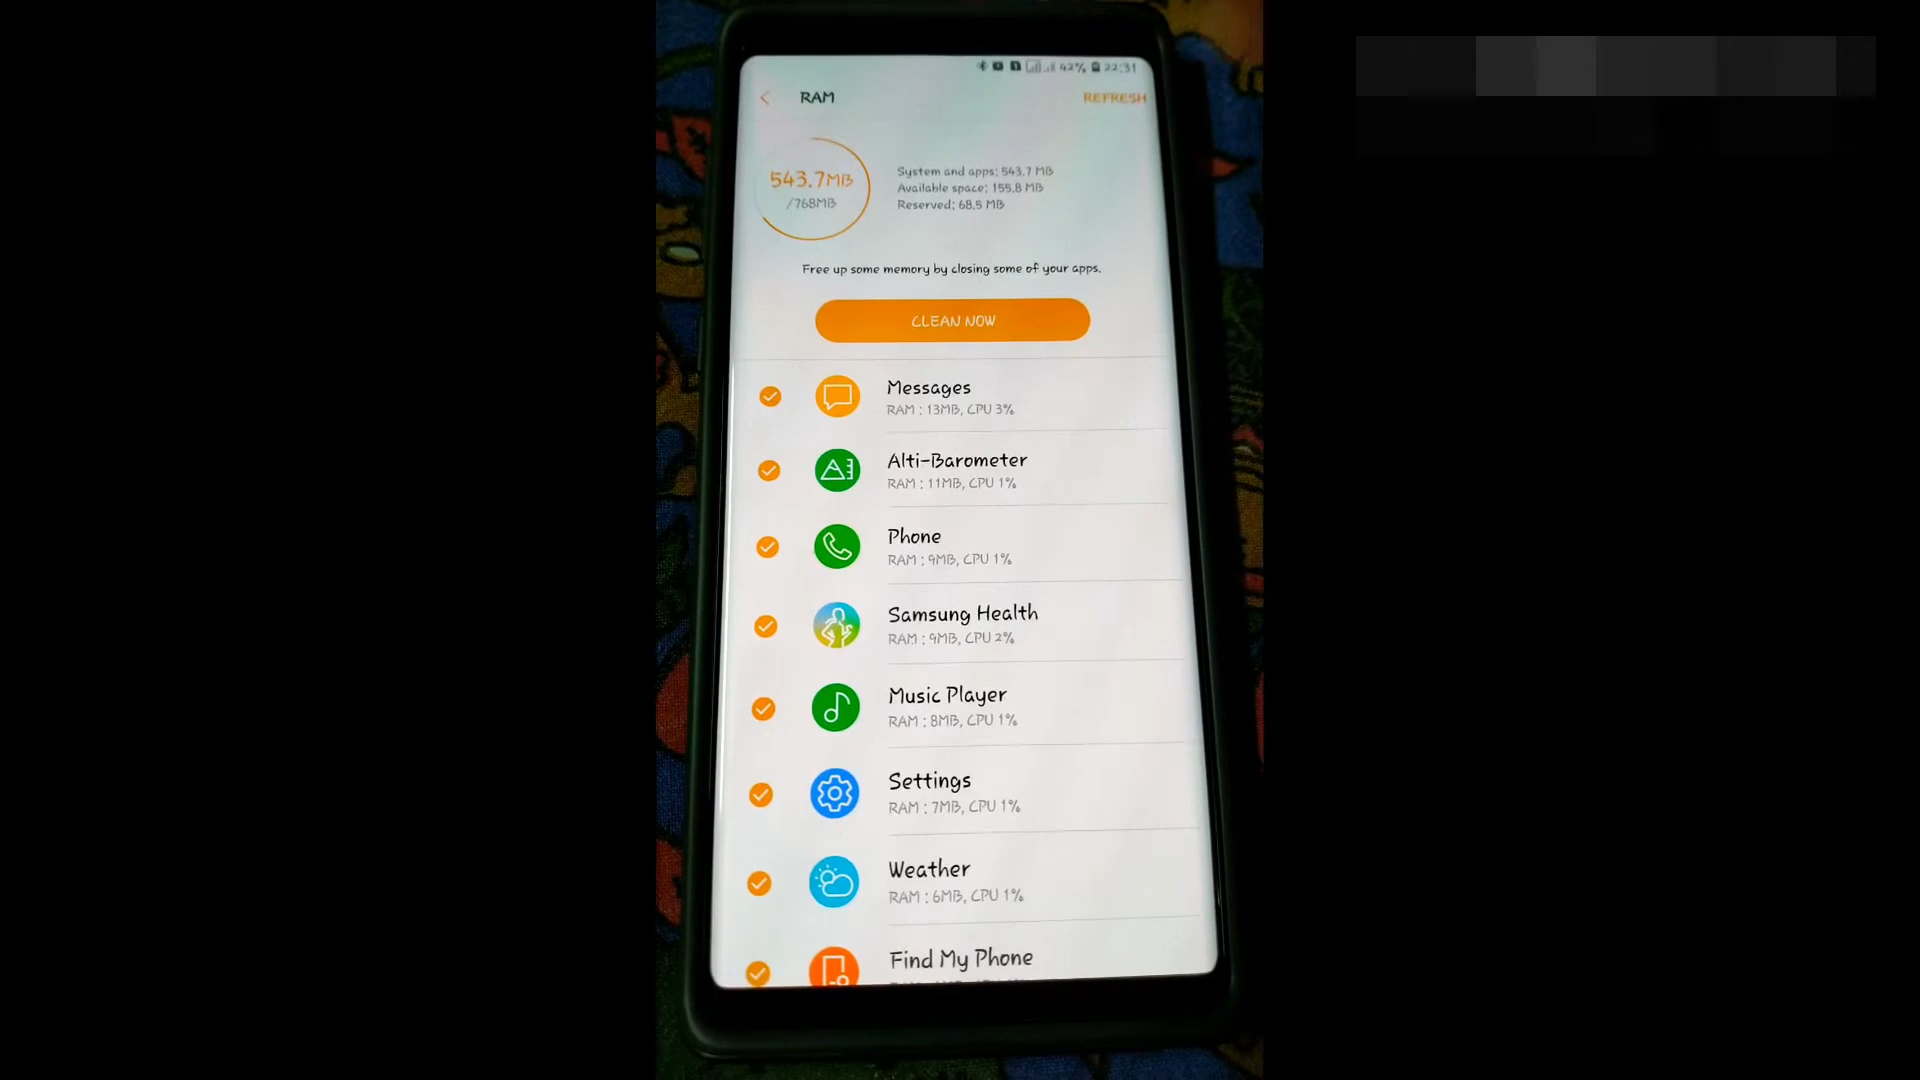 42% 22:31
RAM
REFRESH
543.7MB
/768MB
System and apps: 543.7 MB
Available space: 155.8 MB
Reserved: 68.5 MB
Free up some memory by closing some of your apps.
CLEAN NOW
Messages
RAM : 13MB, CPU 3%
Alti-Barometer
RAM : 11MB, CPU 1%
Phone
RAM : 9MB, CPU 1%
Samsung Health
RAM : 9MB, CPU 2%
Music Player
RAM : 8MB, CPU 1%
Settings
RAM : 7MB, CPU 1%
Weather
RAM : 6MB, CPU 1%
Find My Phone